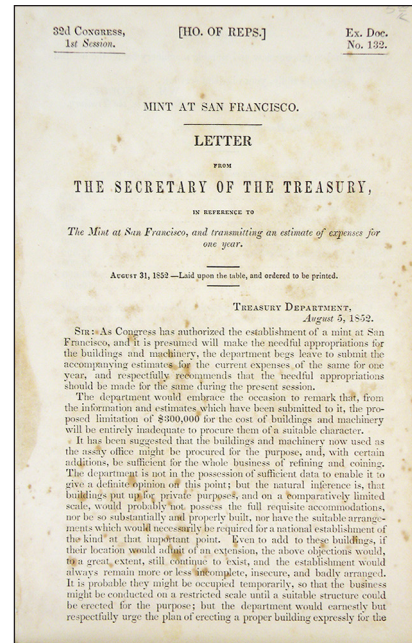 32d Congress, [HO. OF REPS.] Ex. Doc.
1st Session. No. 132.
MINT AT SAN FRANCISCO.
LETTER
FROM
THE SECRETARY OF THE TREASURY,
IN REFERENCE TO
The Mint at San Francisco, and transmitting an estimate of expenses for
one year.
August 31, 1852.—Laid upon the table, and ordered to be printed.
Treasury Department,
August 5, 1852.
Sir: As Congress has authorized the establishment of a mint at San
Francisco, and it is presumed will make the needful appropriations for
the buildings and machinery, the department begs leave to submit the
accompanying estimates for the current expenses of the same for one
year, and respectfully recommends that the needful appropriations
should be made for the same during the present session.
The department would embrace the occasion to remark that, from
the information and estimates which have been submitted to it, the pro-
posed limitation of $300,000 for the cost of buildings and machinery
will be entirely inadequate to procure them of a suitable character.
It has been suggested that the buildings and machinery now used as
the assay office might be procured for the purpose, and, with certain
additions, be sufficient for the whole business of refining and coining.
The department is not in the possession of sufficient data to enable it to
give a definite opinion on this point; but the natural inference is, that
buildings put up for private purposes, and on a comparatively limited
scale, would probably not possess the full requisite accommodations,
nor be so substantially and properly built, nor have the suitable arrange-
ments which would necessarily be required for a national establishment of
the kind at that important point. Even to add to these buildings, if
their location would admit of an extension, the above objections would,
to a great extent, still continue to exist, and the establishment would
always remain more or less incomplete, insecure, and badly arranged.
It is probable they might be occupied temporarily, so that the business
might be conducted on a restricted scale until a suitable structure could
be erected for the purpose; but the department would earnestly but
respectfully urge the plan of erecting a proper building expressly for the